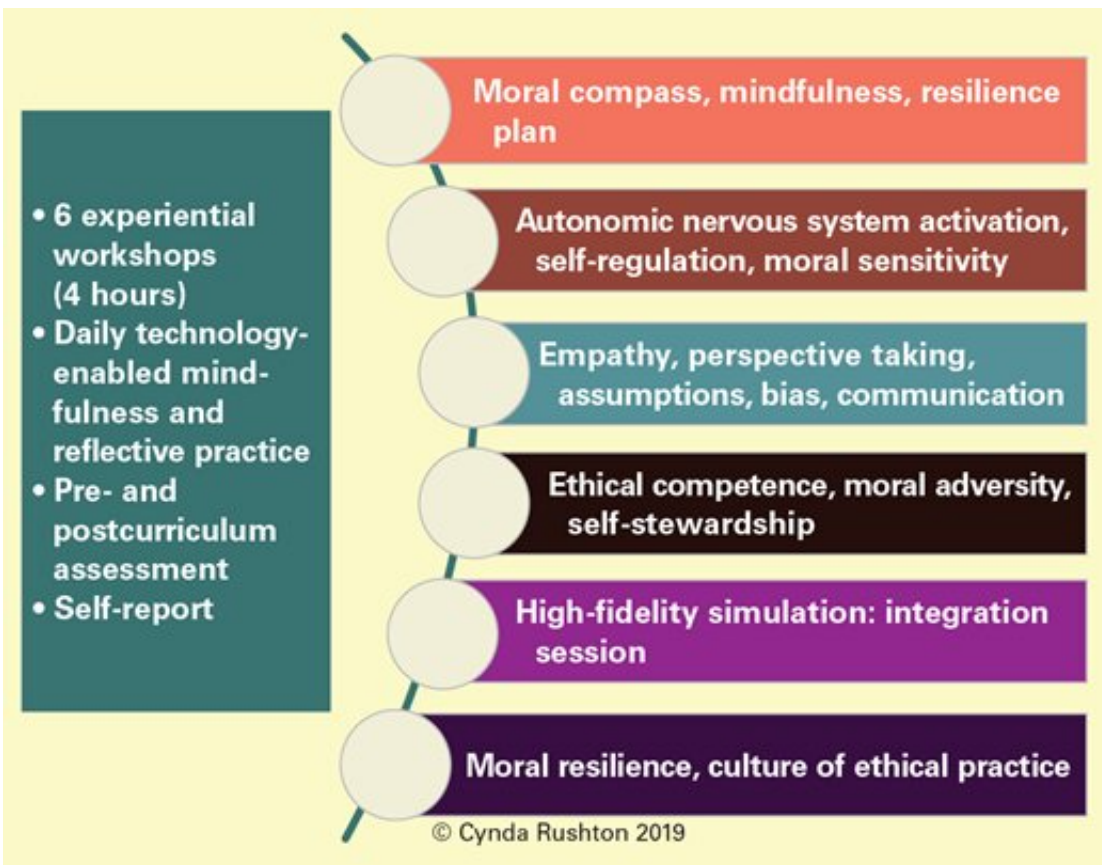 • 6 experiential
workshops
(4 hours)
• Daily technology-
enabled mind-
fulness and
reflective practice
• Pre- and
postcurriculum
assessment
• Self-report
Moral compass, mindfulness, resilience
plan
Autonomic nervous system activation,
self-regulation, moral sensitivity
Empathy, perspective taking,
assumptions, bias, communication
Ethical competence, moral adversity,
self-stewardship
High-fidelity simulation: integration
session
Moral resilience, culture of ethical practice
© Cynda Rushton 2019